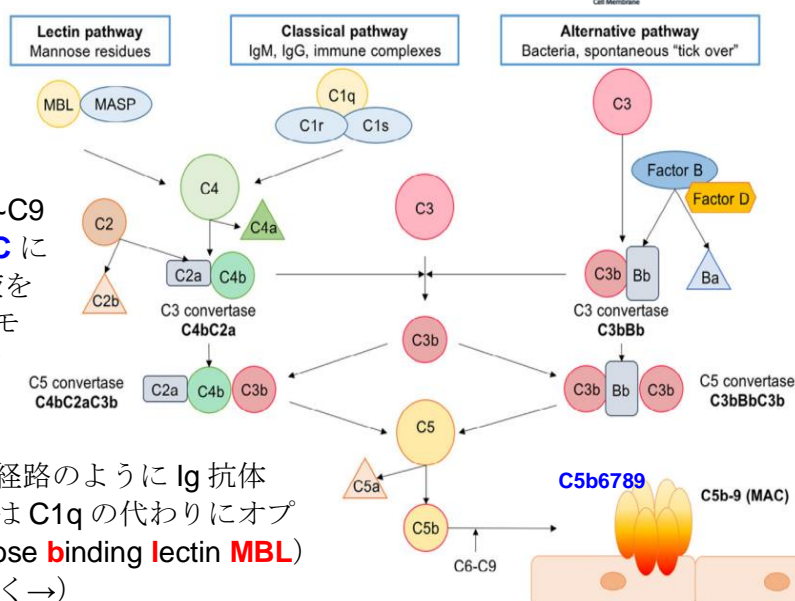 Cell Membrane
Lectin pathway
Mannose residues
Classical pathway
IgM, IgG, immune complexes
Alternative pathway
Bacteria, spontaneous “tick over”
MBL
MASP
C1q
C1r
C1s
C3
C4
C4a
C2
C2b
C2a
C4b
C3 convertase
C4bC2a
C3
Factor B
Factor D
C3b
Bb
Ba
C3 convertase
C3bBb
~C9
C に
を
モ
C3b
C5 convertase
C4bC2aC3b
C2a
C4b
C3b
C3b
Bb
C3b
C5 convertase
C3bBbC3b
C5
C5a
C5b
C6-C9
C5b6789
C5b-9 (MAC)
経路のように Ig 抗体
は C1q の代わりにオプ
ose binding lectin MBL）
く→）